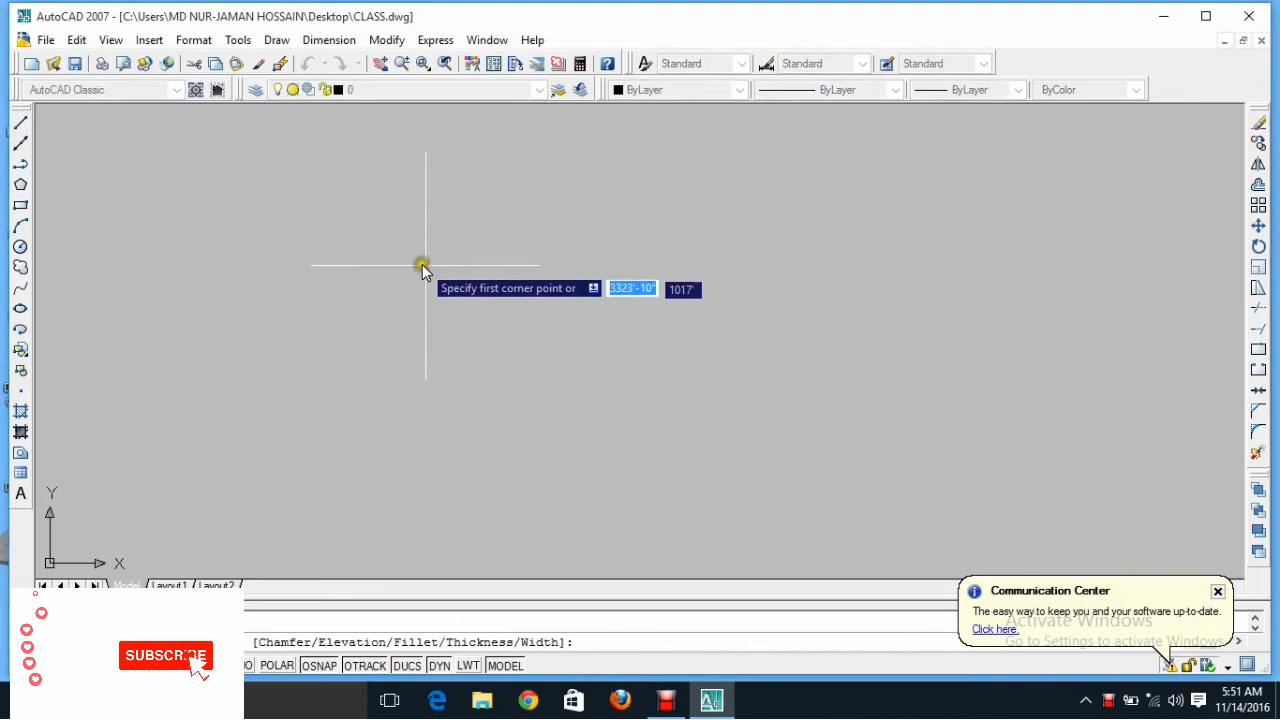 AutoCAD 2007 - [C:\Users\MD NUR-JAMAN HOSSAIN\Desktop\CLASS.dwg]
File Edit View Insert Format Tools Draw Dimension Modify Express Window Help
Standard Standard Standard
AutoCAD Classic 0 ByLayer ByLayer ByLayer ByColor
Specify first corner point or 3323'-10" 1017'
Y
X
Model Layout1 Layout2
Communication Center
The easy way to keep you and your software up-to-date.
Click here.
Activate Windows
Go to Settings to activate Windows.
[Chamfer/Elevation/Fillet/Thickness/Width]:
SUBSCRIBE
POLAR OSNAP OTRACK DUCS DYN LWT MODEL
5:51 AM
11/14/2016